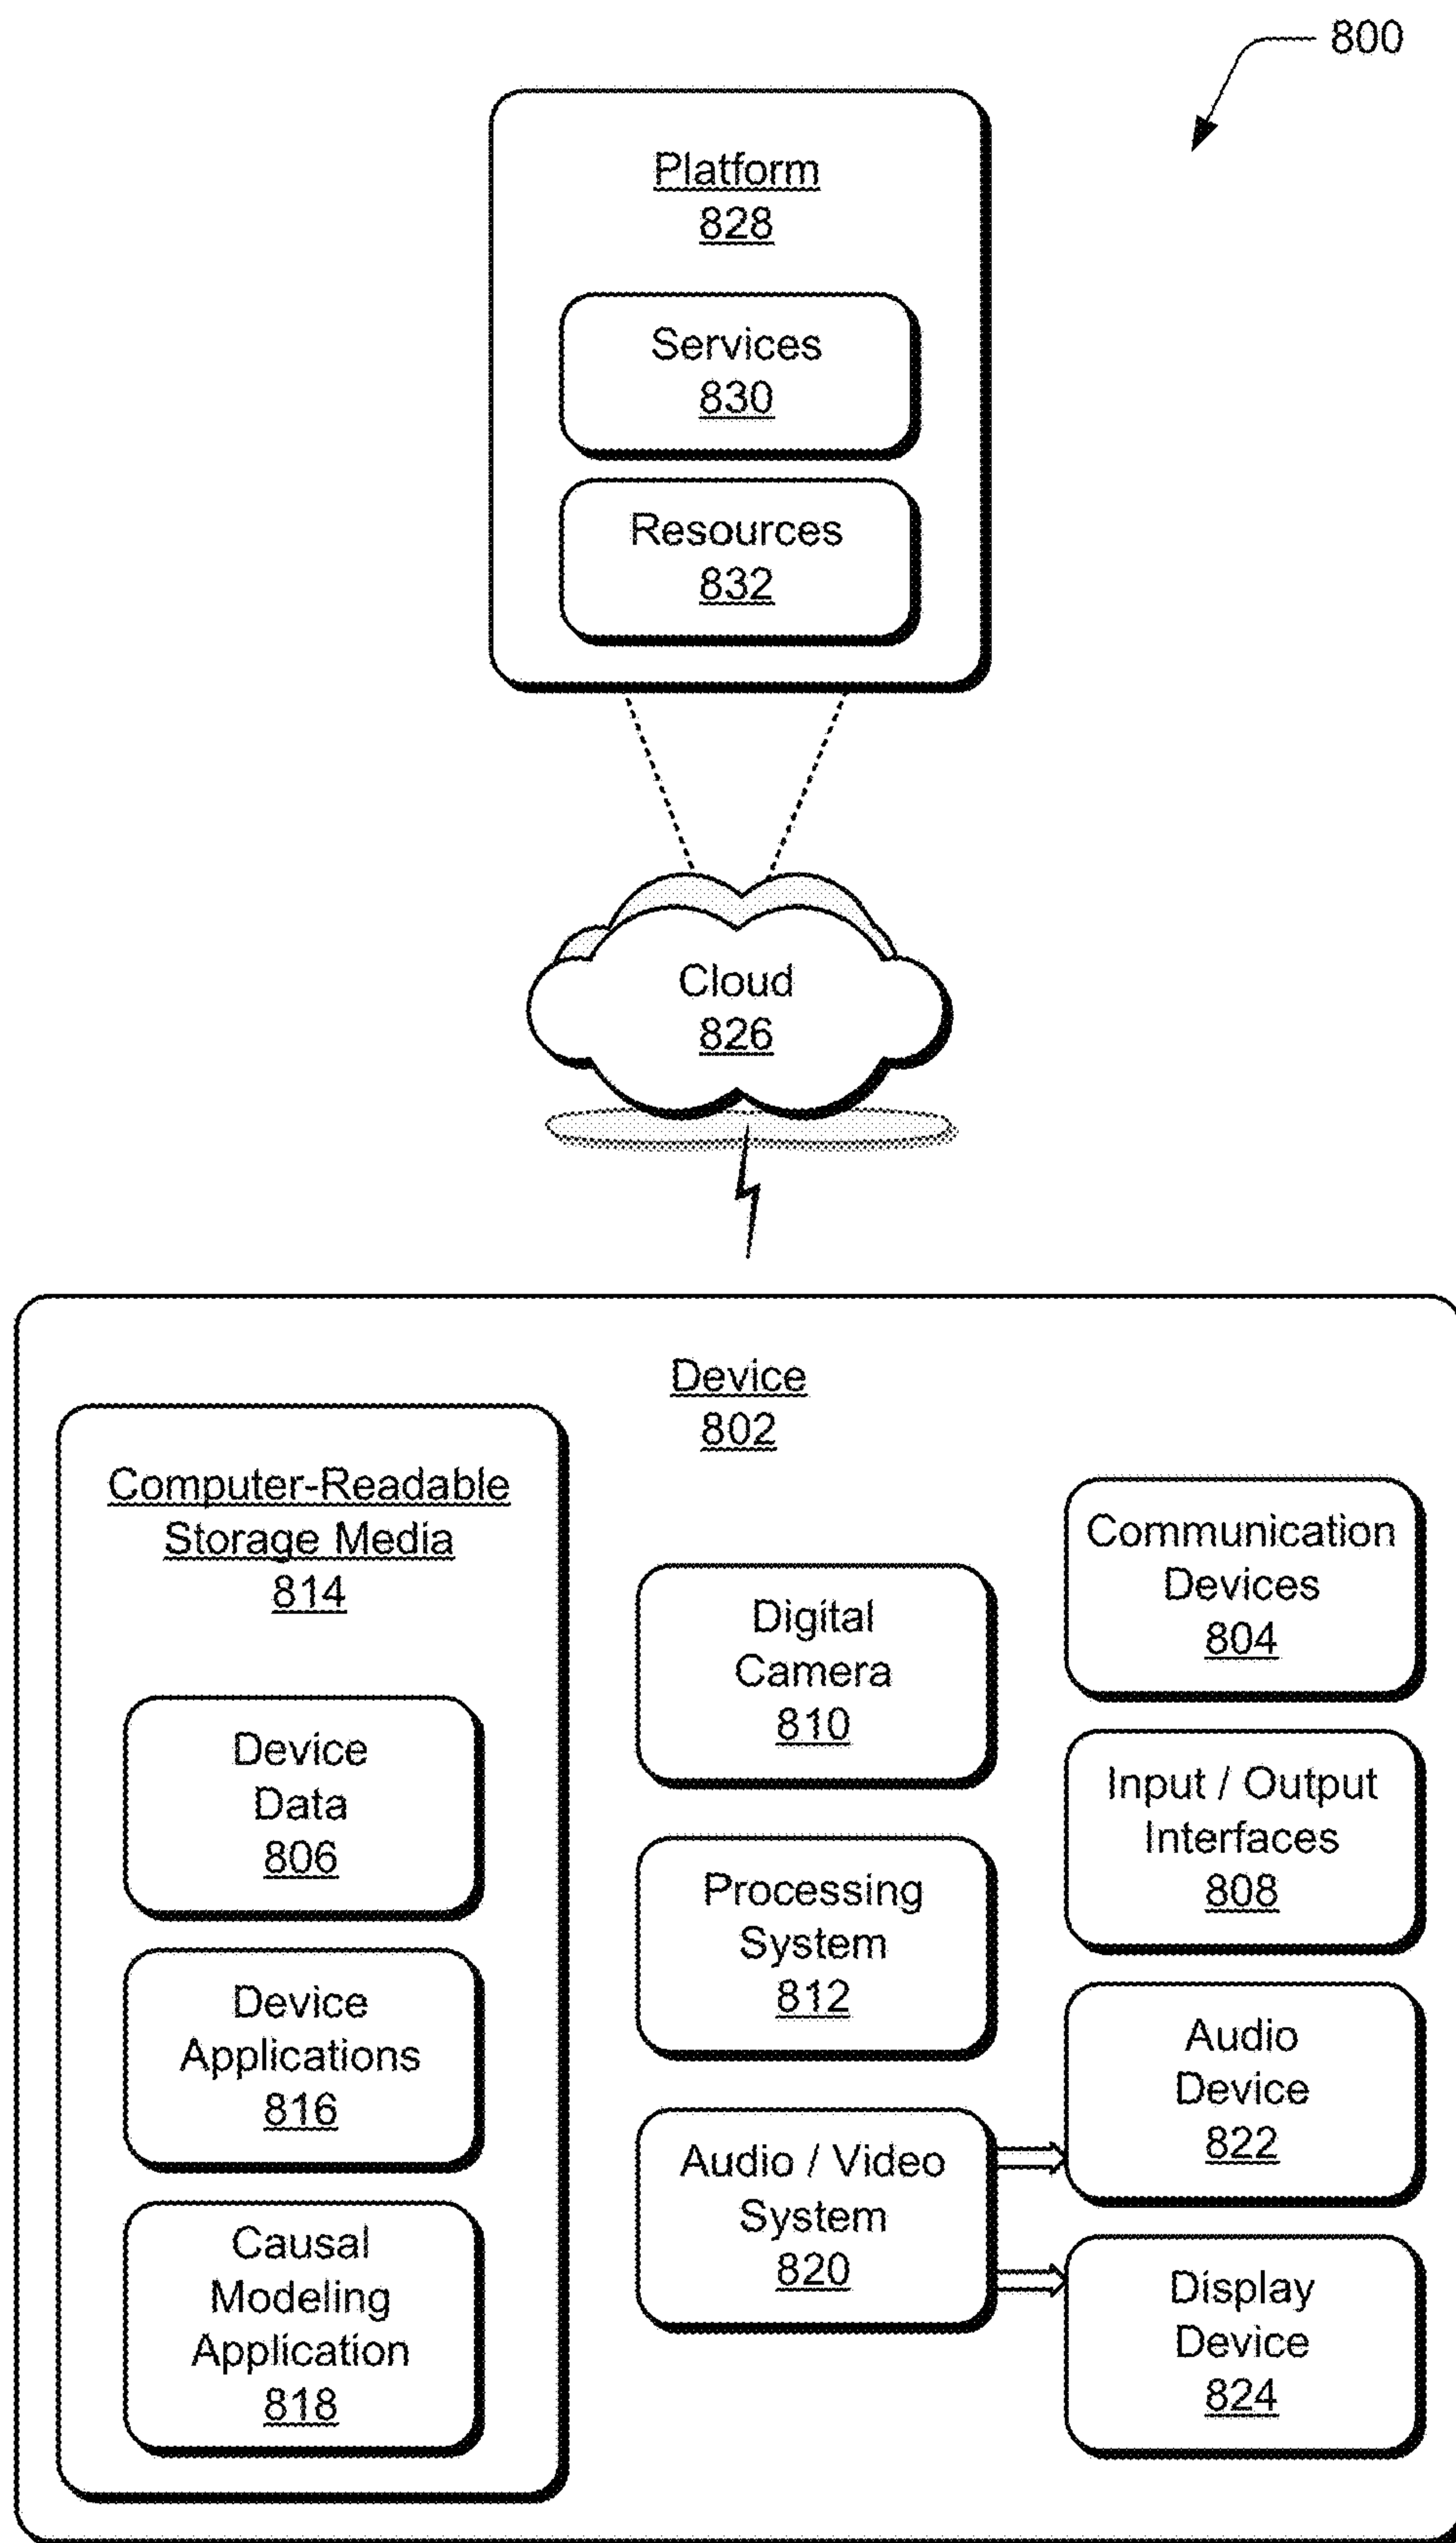 800
Platform
828
Services
830
Resources
832
Cloud
826
Device
802
Computer-Readable
Storage Media
814
Device
Data
806
Device
Applications
816
Causal
Modeling
Application
818
Digital
Camera
810
Processing
System
812
Audio / Video
System
820
Communication
Devices
804
Input / Output
Interfaces
808
Audio
Device
822
Display
Device
824